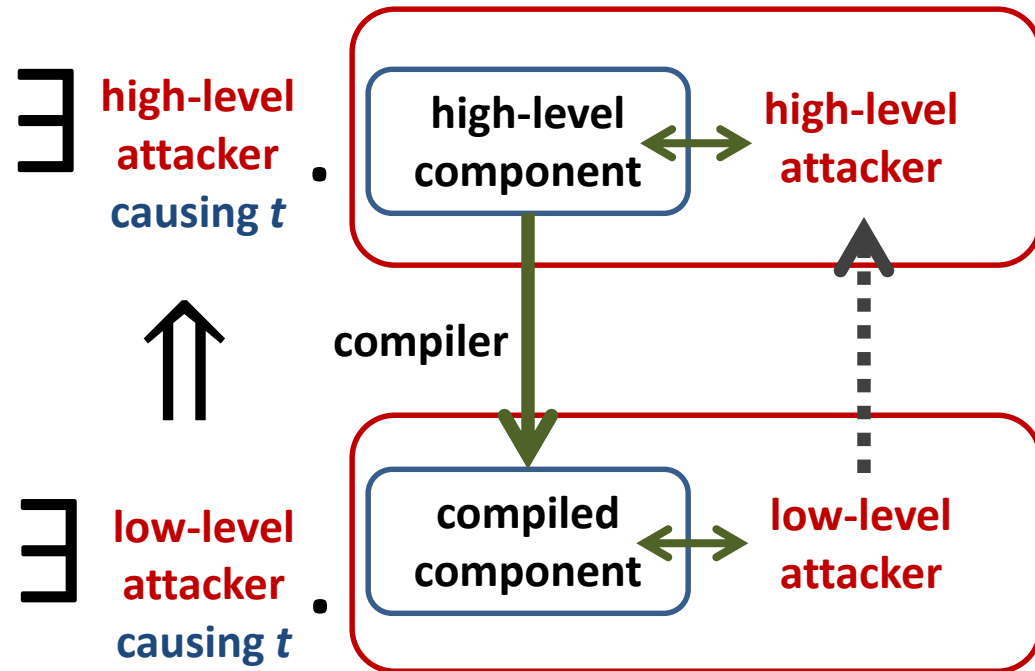 ∃ high-level attacker causing t .
high-level
component
high-level
attacker
⇑
compiler
∃ low-level attacker causing t .
compiled
component
low-level
attacker